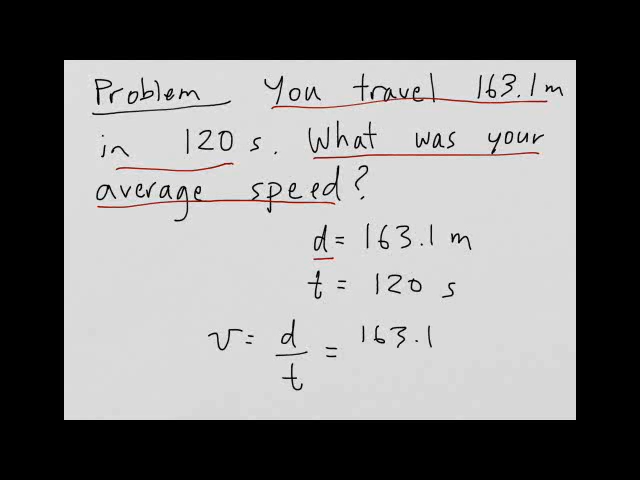 Problem You travel 163.1 m
in 120 s. What was your
average speed?
d = 163.1 m
t = 120 s
v = d/t = 163.1